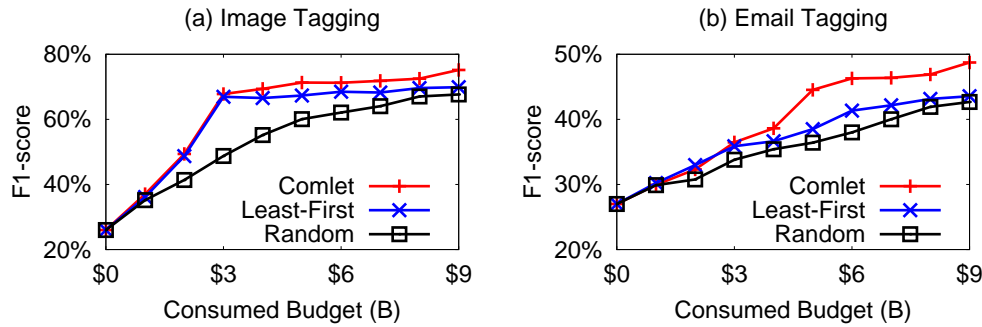 (a) Image Tagging
80%
60%
40%
20%
F1-score
Comlet
Least-First
Random
$0
$3
$6
$9
Consumed Budget (B)
(b) Email Tagging
50%
40%
30%
20%
F1-score
Comlet
Least-First
Random
$0
$3
$6
$9
Consumed Budget (B)